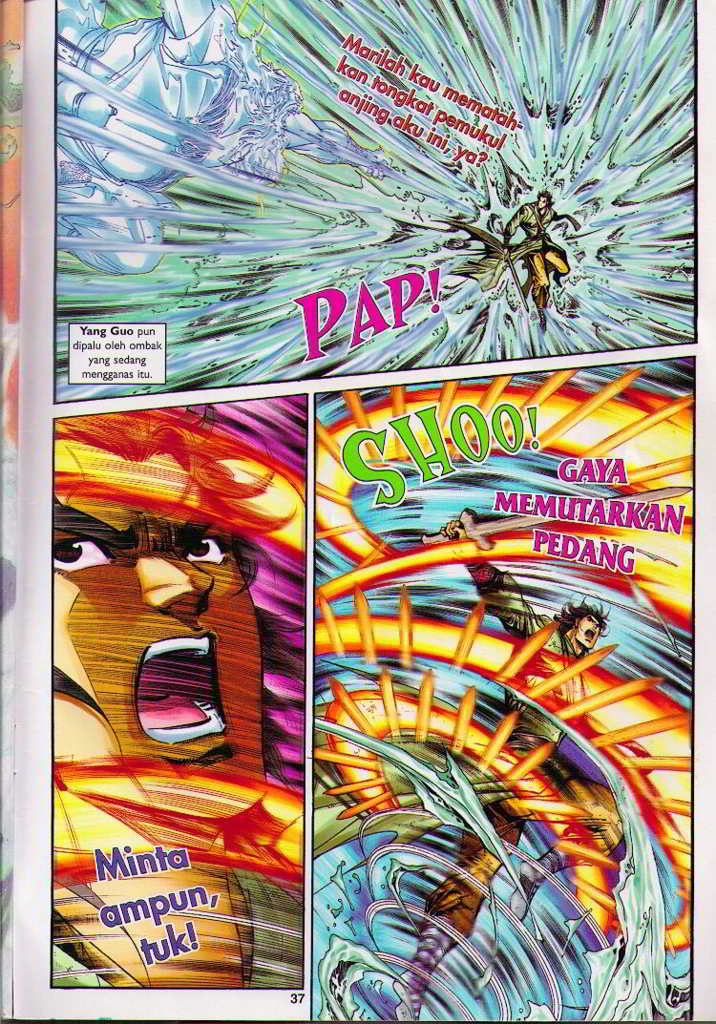 Marilah kau mematah-
kan tongkat pemukul
anjing aku ini, ya?
PAP!
Yang Guo pun
dipalu oleh ombak
yang sedang
mengganas itu.
Minta
ampun,
tuk!
SHOO!
GAYA
MEMUTARKAN
PEDANG
37